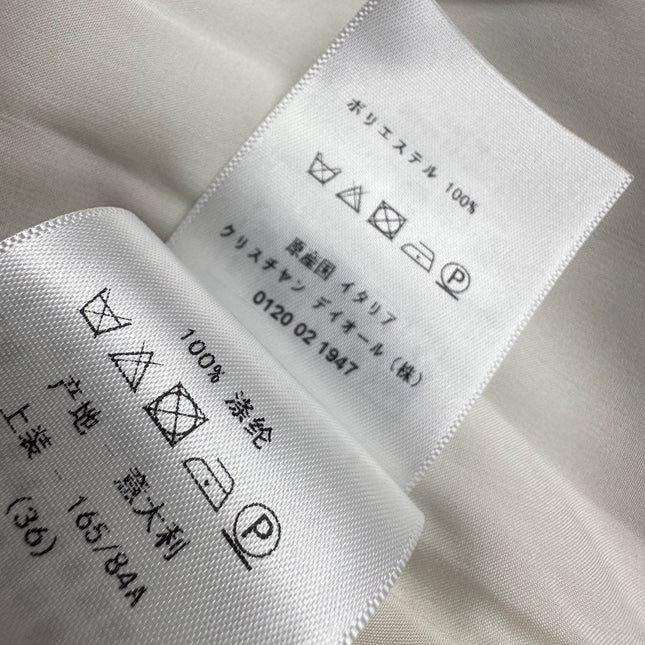 ポリエステル 100%
P
原産国 イタリア
クリスチャン ディオール (株)
0120 02 1947
100% 涤纶
P
产地 意大利
上装 165/84A
(36)